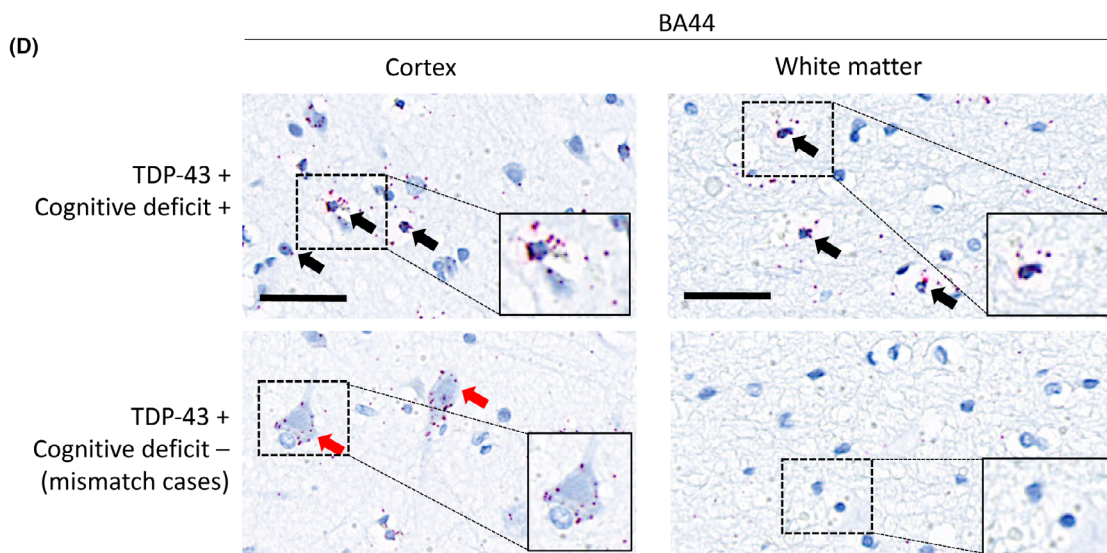 (D)
BA44
Cortex
White matter
TDP-43 +
Cognitive deficit +
TDP-43 +
Cognitive deficit –
(mismatch cases)